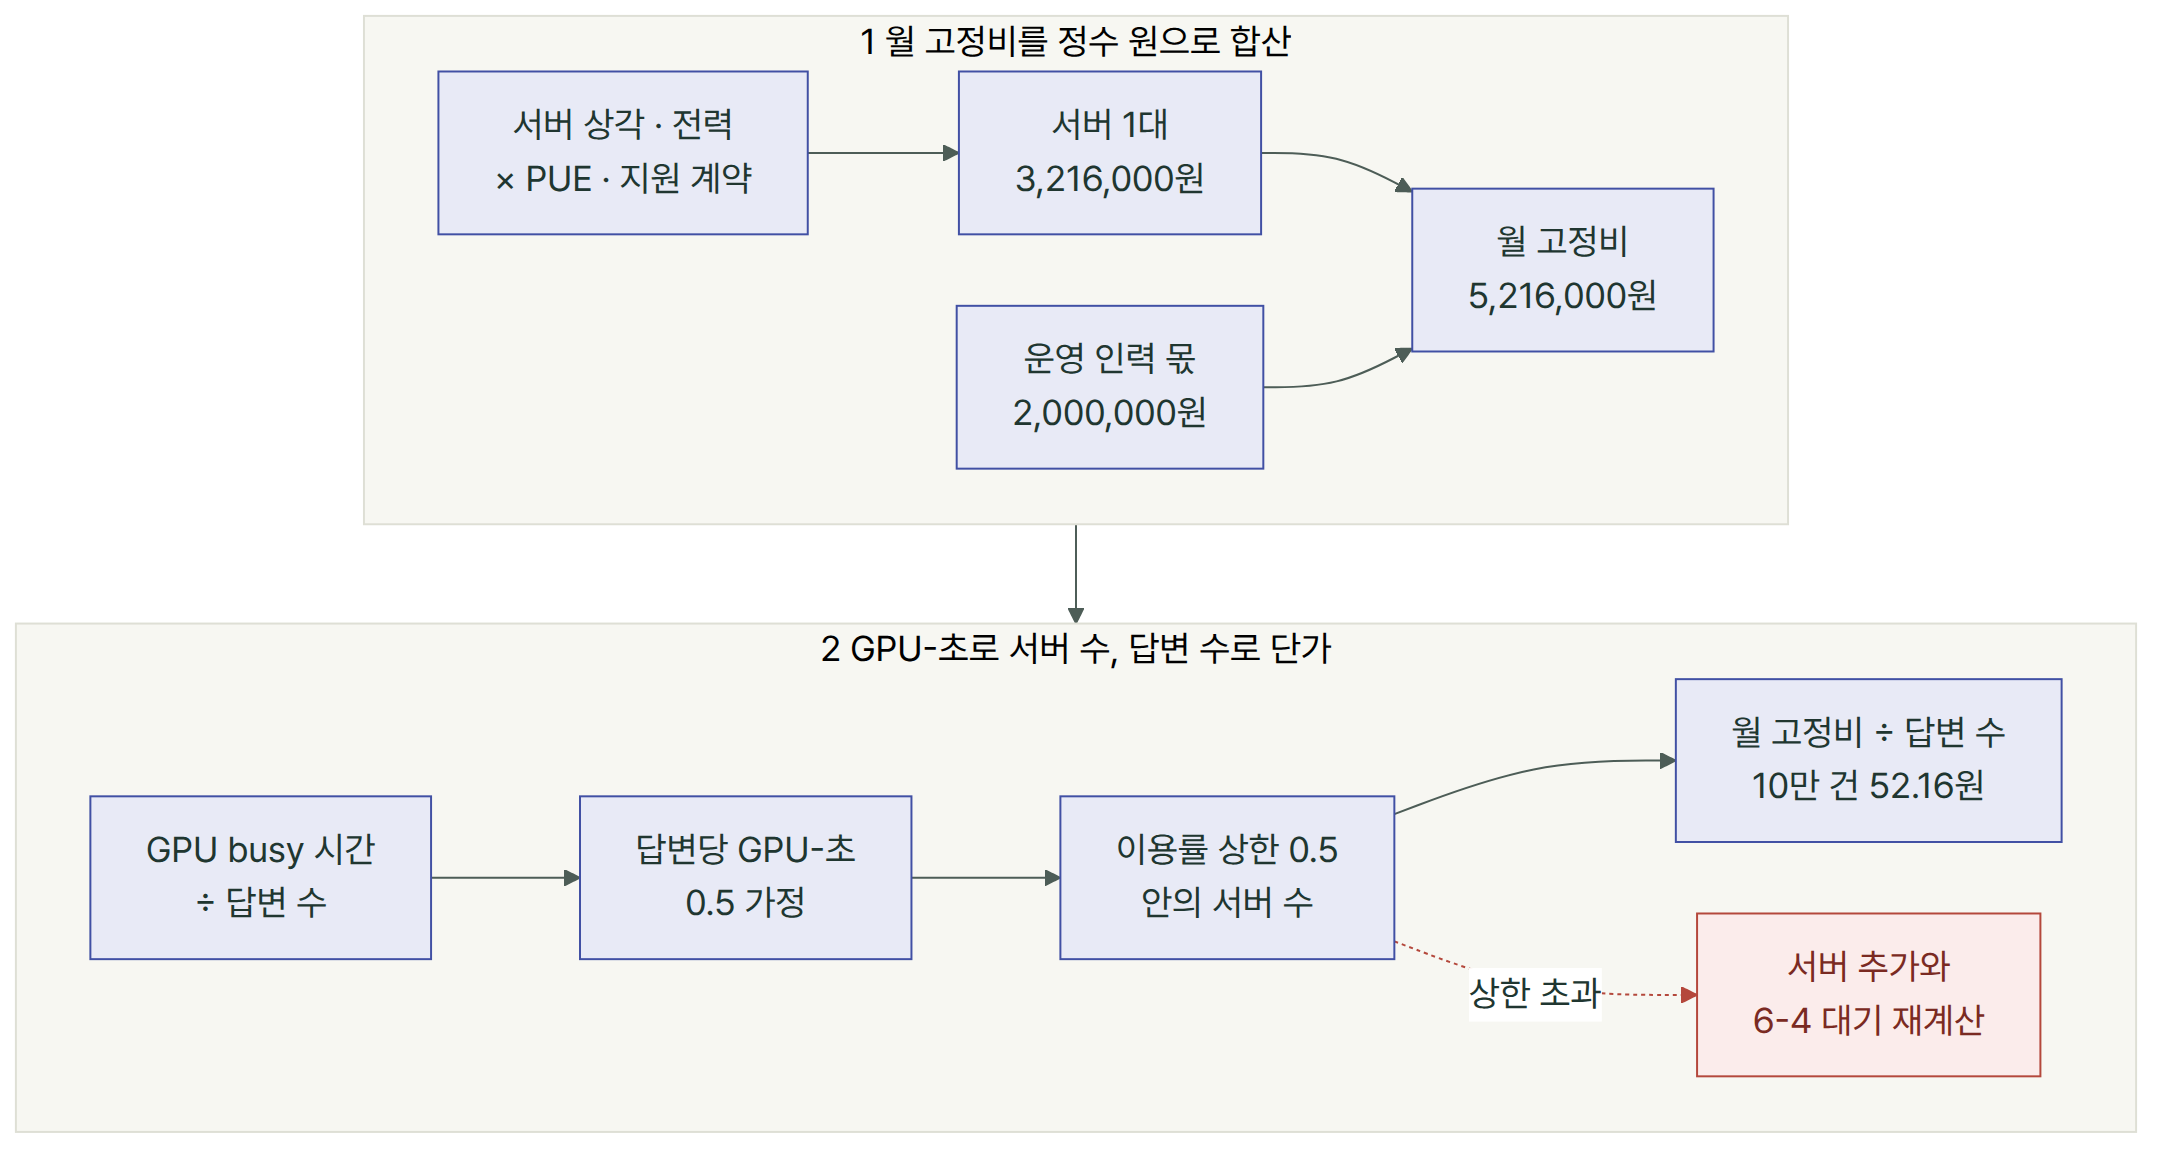 1 월 고정비를 정수 원으로 합산
서버 상각 · 전력
× PUE · 지원 계약
서버 1대
3,216,000원
운영 인력 몫
2,000,000원
월 고정비
5,216,000원
2 GPU-초로 서버 수, 답변 수로 단가
GPU busy 시간
÷ 답변 수
답변당 GPU-초
0.5 가정
이용률 상한 0.5
안의 서버 수
월 고정비 ÷ 답변 수
10만 건 52.16원
상한 초과
서버 추가와
6-4 대기 재계산